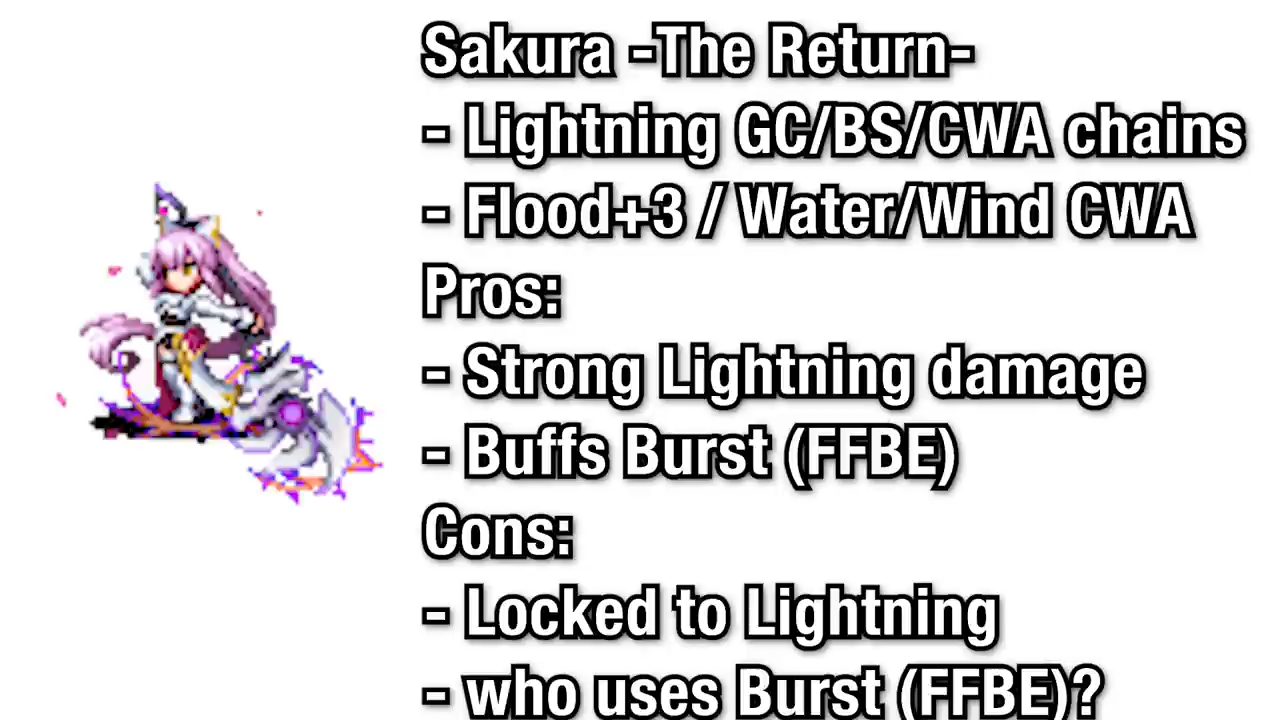 Sakura -The Return-
- Lightning GC/BS/CWA chains
- Flood+3 / Water/Wind CWA
Pros:
- Strong Lightning damage
- Buffs Burst (FFBE)
Cons:
- Locked to Lightning
- who uses Burst (FFBE)?